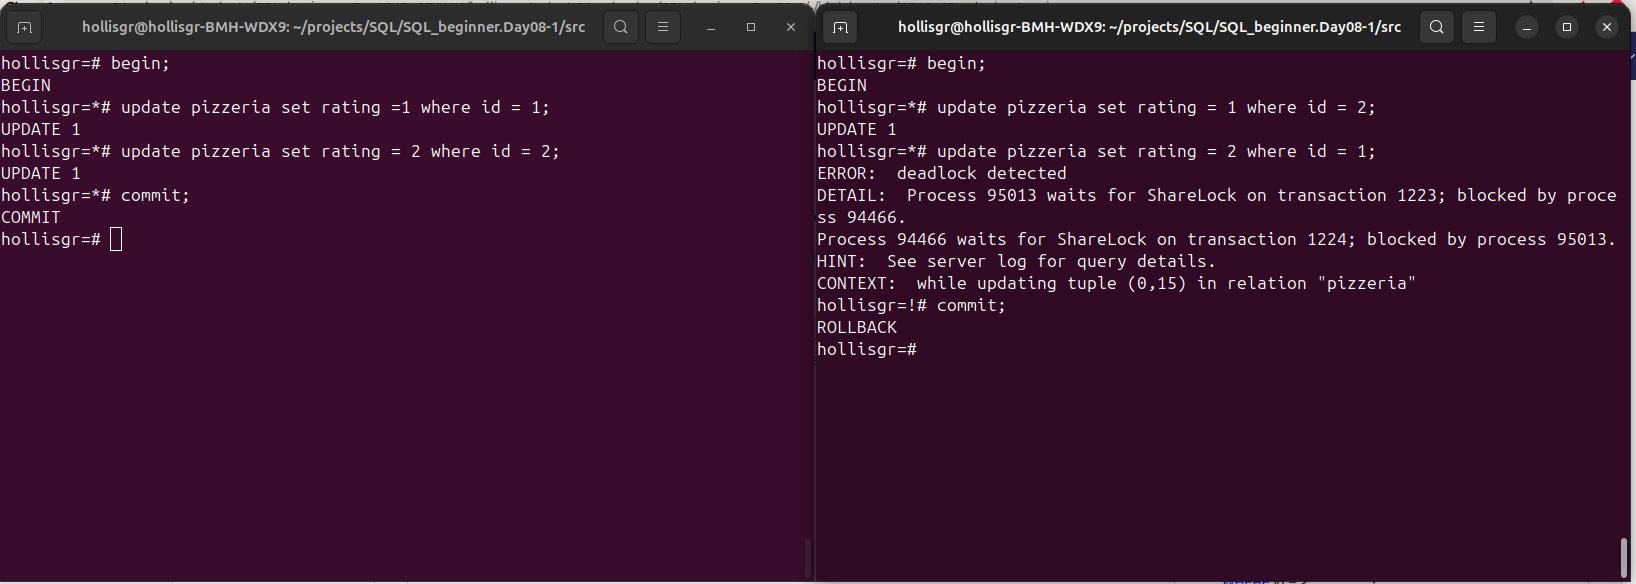 hollisgr@hollisgr-BMH-WDX9: ~/projects/SQL/SQL_beginner.Day08-1/src
hollisgr=# begin;
BEGIN
hollisgr=*# update pizzeria set rating =1 where id = 1;
UPDATE 1
hollisgr=*# update pizzeria set rating = 2 where id = 2;
UPDATE 1
hollisgr=*# commit;
COMMIT
hollisgr=#
hollisgr@hollisgr-BMH-WDX9: ~/projects/SQL/SQL_beginner.Day08-1/src
hollisgr=# begin;
BEGIN
hollisgr=*# update pizzeria set rating = 1 where id = 2;
UPDATE 1
hollisgr=*# update pizzeria set rating = 2 where id = 1;
ERROR:  deadlock detected
DETAIL:  Process 95013 waits for ShareLock on transaction 1223; blocked by proce
ss 94466.
Process 94466 waits for ShareLock on transaction 1224; blocked by process 95013.
HINT:  See server log for query details.
CONTEXT:  while updating tuple (0,15) in relation "pizzeria"
hollisgr=!# commit;
ROLLBACK
hollisgr=#